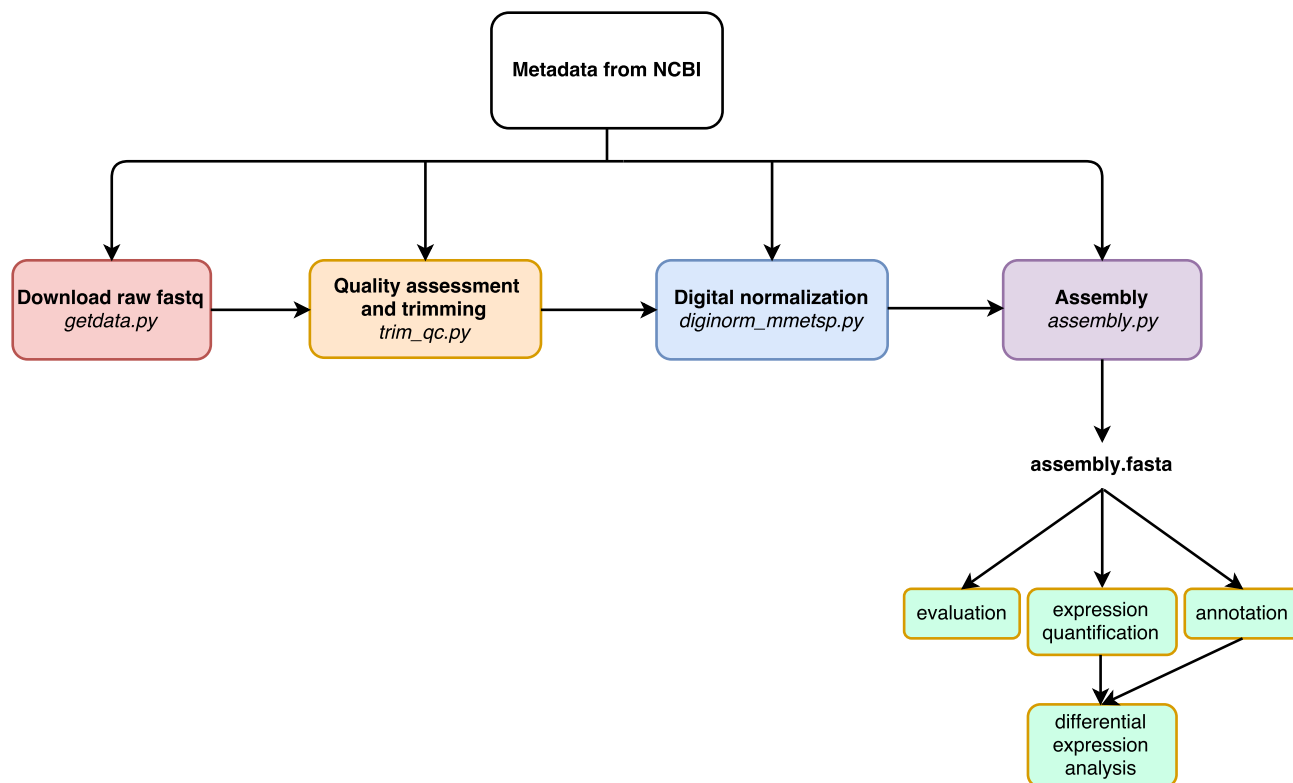 Metadata from NCBI
Download raw fastq
getdata.py
Quality assessment
and trimming
trim_qc.py
Digital normalization
diginorm_mmetsp.py
Assembly
assembly.py
assembly.fasta
evaluation
expression
quantification
annotation
differential
expression
analysis